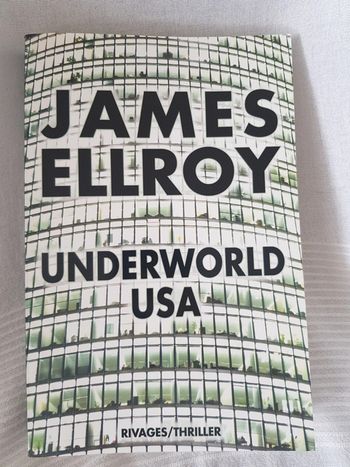 JAMES
ELLROY
UNDERWORLD
USA
RIVAGES/THRILLER